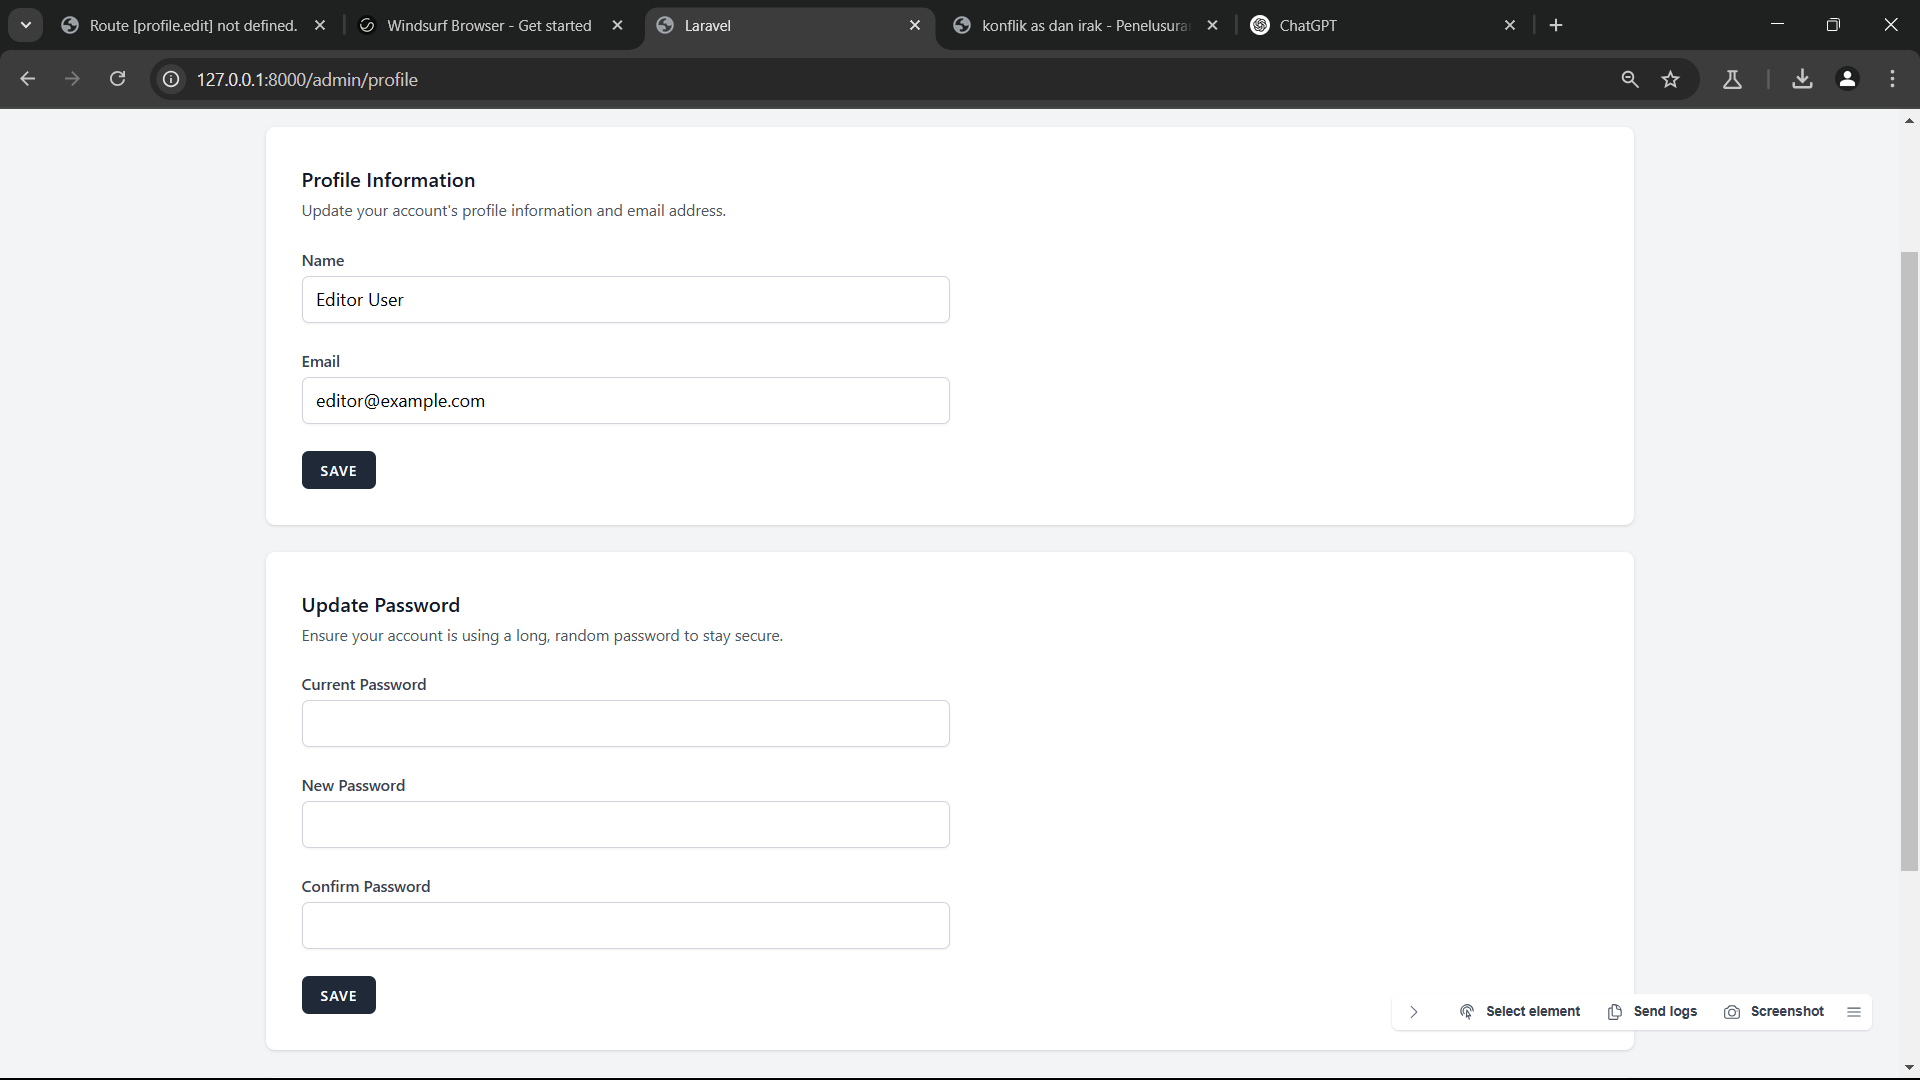 Route [profile.edit] not defined.
Windsurf Browser - Get started
Laravel
konflik as dan irak - Penelusura
ChatGPT
127.0.0.1:8000/admin/profile
Profile Information
Update your account's profile information and email address.
Name
Editor User
Email
editor@example.com
SAVE
Update Password
Ensure your account is using a long, random password to stay secure.
Current Password
New Password
Confirm Password
SAVE
Select element
Send logs
Screenshot